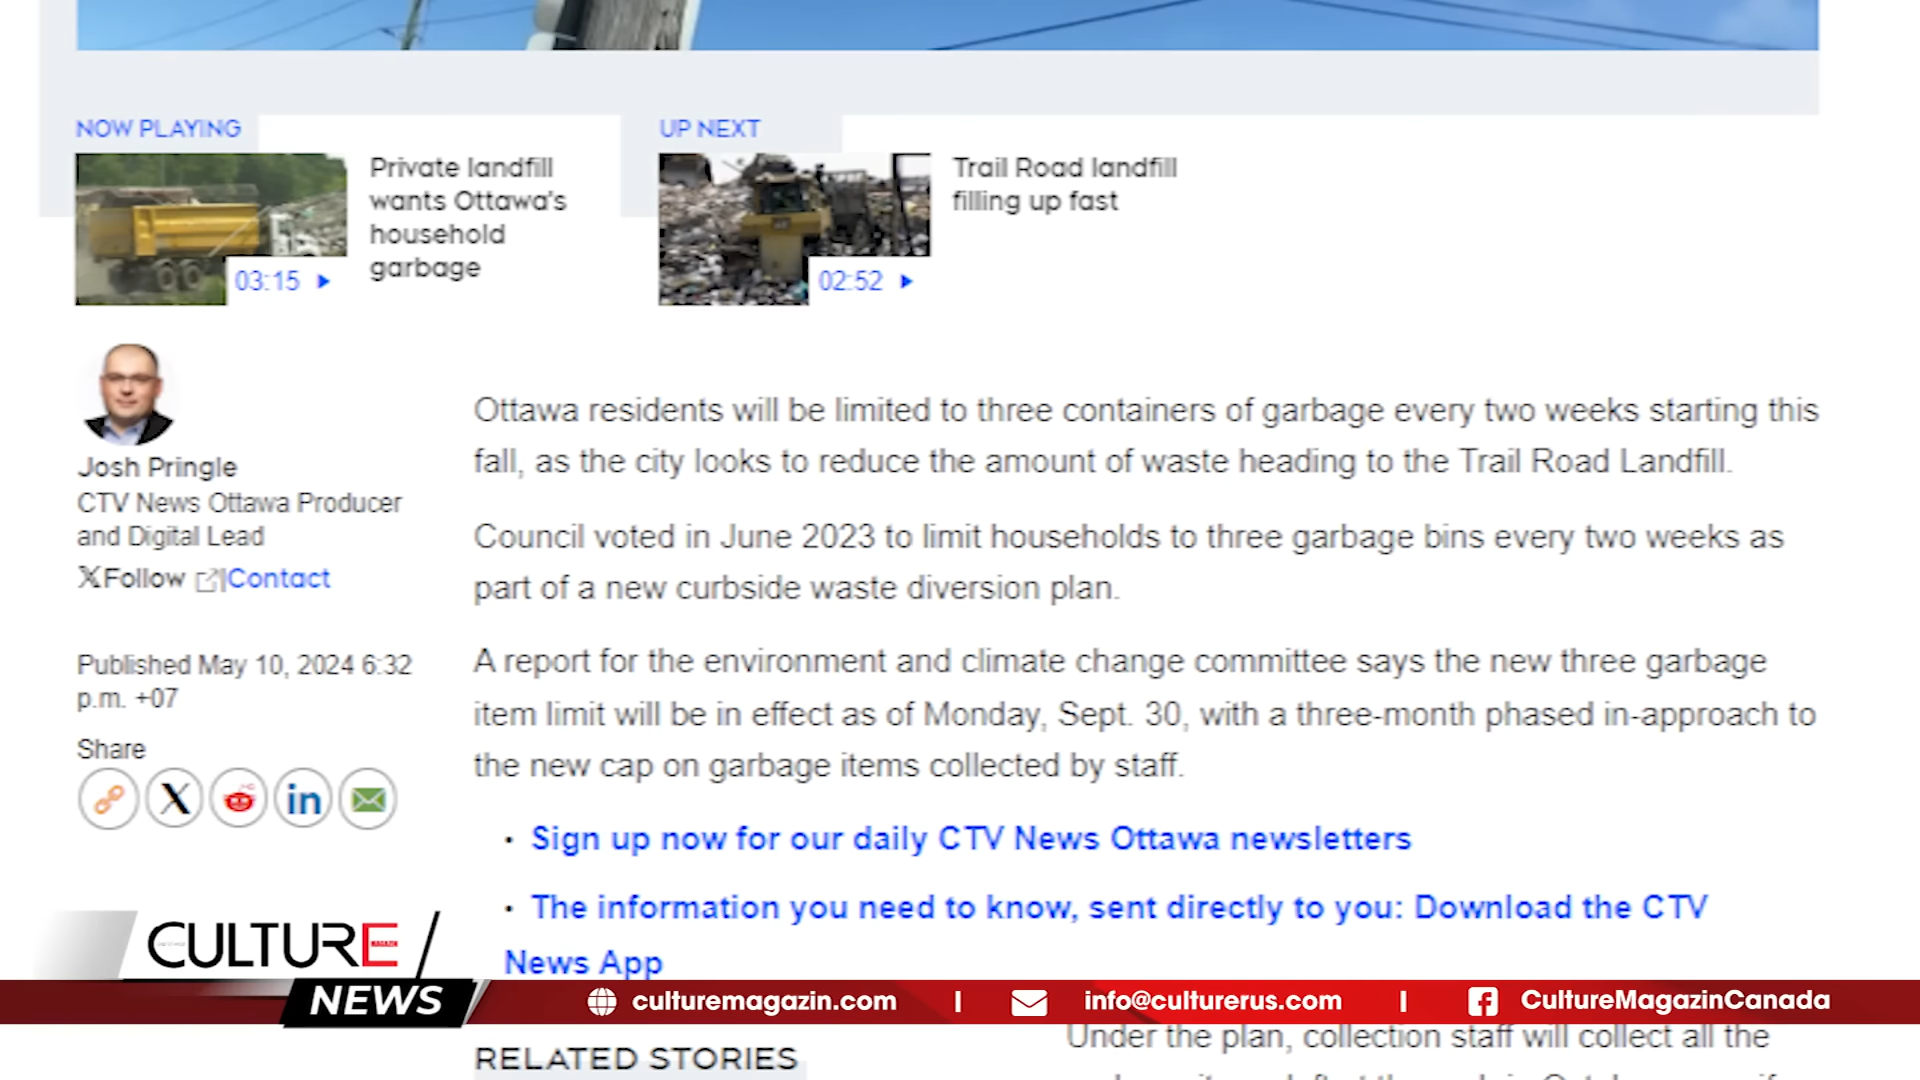 NOW PLAYING
Private landfill
wants Ottawa's
household
garbage
03:15
UP NEXT
Trail Road landfill
filling up fast
02:52
Josh Pringle
CTV News Ottawa Producer
and Digital Lead
Follow |Contact
Published May 10, 2024 6:32
p.m. +07
Share
Ottawa residents will be limited to three containers of garbage every two weeks starting this
fall, as the city looks to reduce the amount of waste heading to the Trail Road Landfill.
Council voted in June 2023 to limit households to three garbage bins every two weeks as
part of a new curbside waste diversion plan.
A report for the environment and climate change committee says the new three garbage
item limit will be in effect as of Monday, Sept. 30, with a three-month phased in-approach to
the new cap on garbage items collected by staff.
· Sign up now for our daily CTV News Ottawa newsletters
· The information you need to know, sent directly to you: Download the CTV
News App
CULTURE
MAGAZIN
NEWS
culturemagazin.com | info@culturerus.com | CultureMagazinCanada
Under the plan, collection staff will collect all the
RELATED STORIES